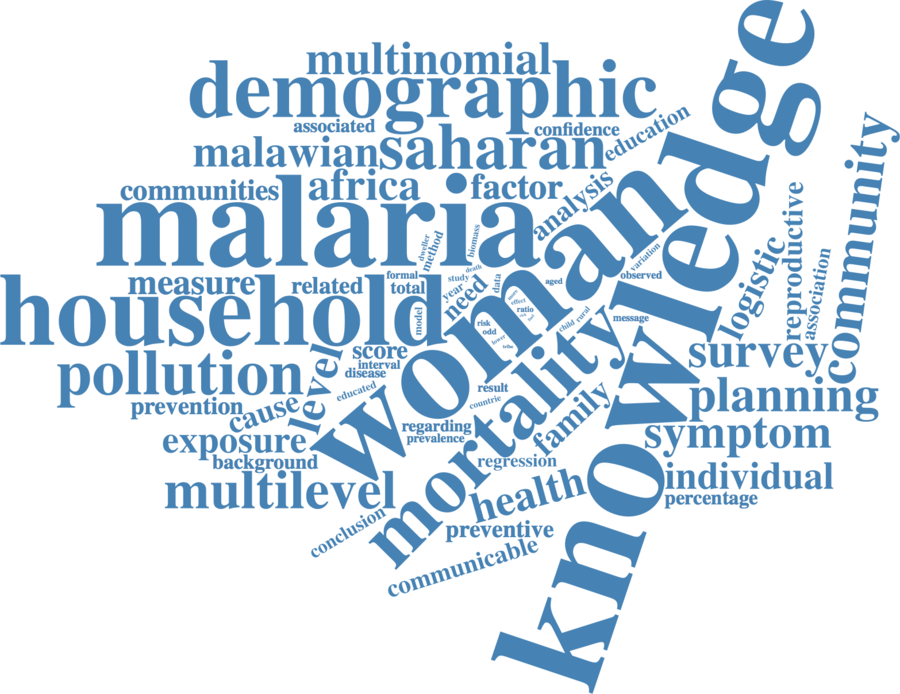 multinomial
demographic
associated
confidence
education
malawian
saharan
communities
africa
factor
analysis
malaria
dweller
method
biomass
measure
related
formal
total
study
death
year
need
data
aged
variation
observed
household
model
woman
effect
ratio
risk
odd
lower
tribe
child
rural
message
knowledge
logistic
reproductive
association
community
pollution
level
score
interval
disease
educated
result
countrie
mortality
survey
planning
prevention
cause
regarding
prevalence
family
symptom
exposure
background
regression
individual
percentage
multilevel
health
conclusion
preventive
communicable